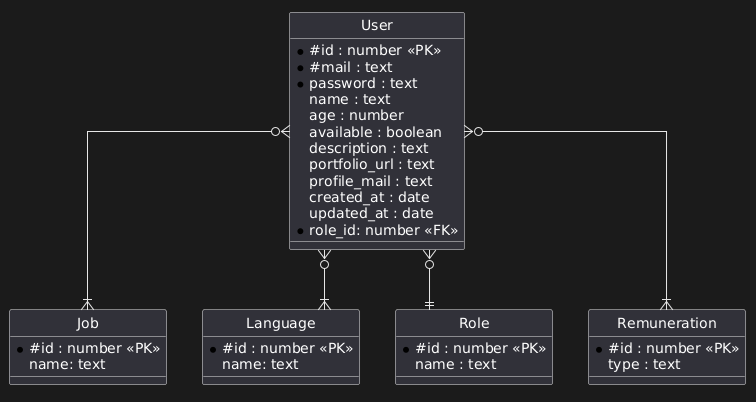 User
#id : number «PK»
#mail : text
password : text
name : text
age : number
available : boolean
description : text
portfolio_url : text
profile_mail : text
created_at : date
updated_at : date
role_id: number «FK»
Job
#id : number «PK»
name: text
Language
#id : number «PK»
name: text
Role
#id : number «PK»
name : text
Remuneration
#id : number «PK»
type : text